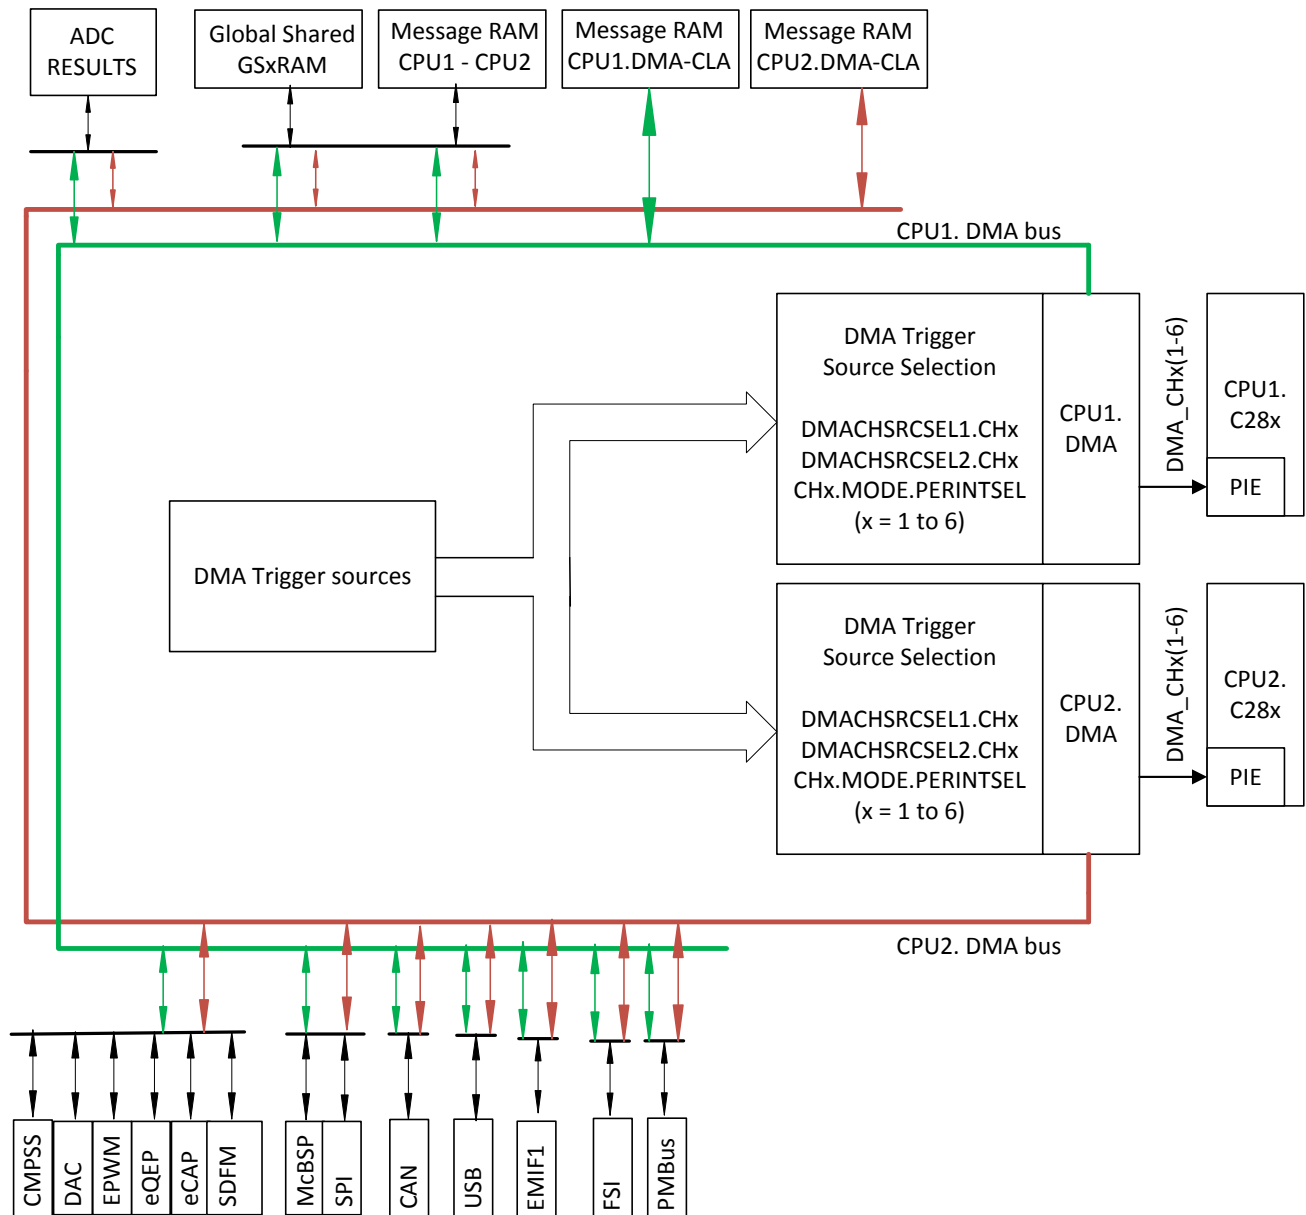 ADC
RESULTS
Global Shared
GSxRAM
Message RAM
CPU1 - CPU2
Message RAM
CPU1.DMA-CLA
Message RAM
CPU2.DMA-CLA
CPU1. DMA bus
DMA Trigger
Source Selection
DMACHSRCSEL1.CHx
DMACHSRCSEL2.CHx
CHx.MODE.PERINTSEL
(x = 1 to 6)
CPU1.
DMA
DMA_CHx(1-6)
CPU1.
C28x
PIE
DMA Trigger sources
DMA Trigger
Source Selection
DMACHSRCSEL1.CHx
DMACHSRCSEL2.CHx
CHx.MODE.PERINTSEL
(x = 1 to 6)
CPU2.
DMA
DMA_CHx(1-6)
CPU2.
C28x
PIE
CPU2. DMA bus
CMPSS
DAC
EPWM
eQEP
eCAP
SDFM
McBSP
SPI
CAN
USB
EMIF1
FSI
PMBus